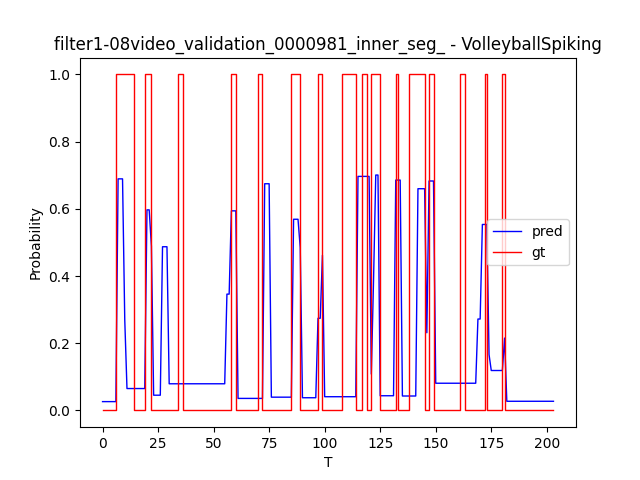 filter1-08video_validation_0000981_inner_seg_ - VolleyballSpiking
1.0
0.8
0.6
0.4
0.2
0.0
Probability
pred
gt
0 25 50 75 100 125 150 175 200
T